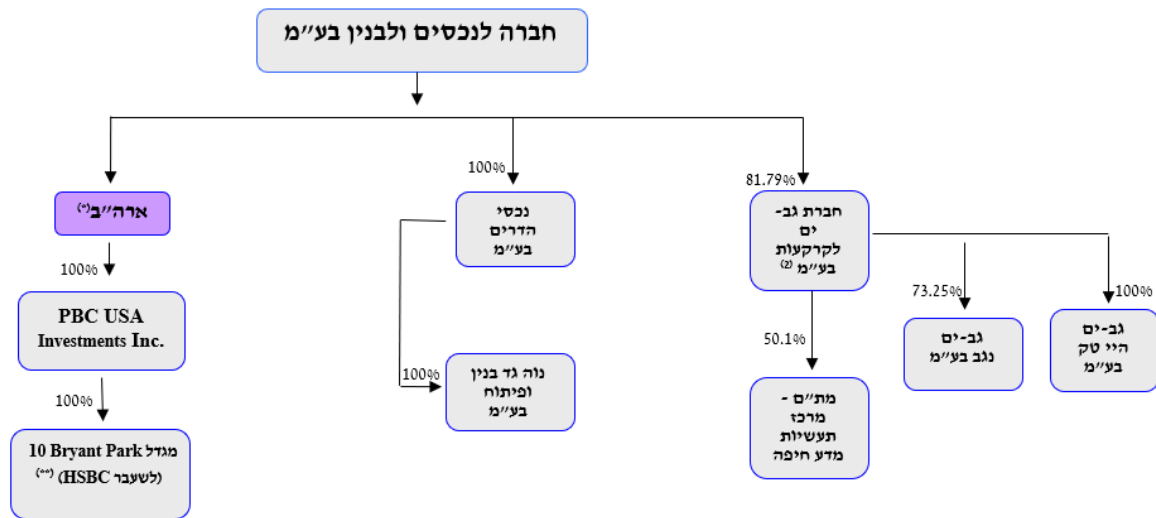 חברה לנכסים ולבנין בע״מ
100%
81.79%
ארה״ב(*)
נכסי
הדרים
בע״מ
חברת גב-
ים
לקרקעות
בע״מ (2)
100%
73.25%
100%
PBC USA
Investments Inc.
50.1%
גב-ים
נגב בע״מ
גב-ים
היי טק
בע״מ
100%
נוה גד בנין
ופיתוח
בע״מ
100%
מת״ם -
מרכז
תעשיות
מדע חיפה
מגדל 10 Bryant Park
(לשעבר HSBC) (**)